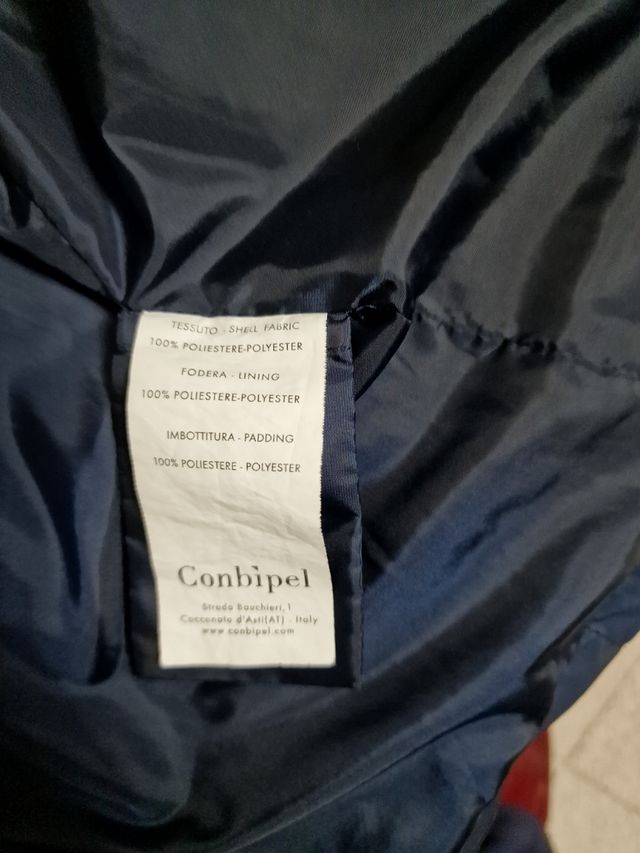 TESSUTO - SHELL FABRIC
100% POLIESTERE-POLYESTER
FODERA - LINING
100% POLIESTERE-POLYESTER
IMBOTTITURA - PADDING
100% POLIESTERE - POLYESTER
Conbipel
Strada Bauchieri, 1
Cocconato d'Asti(AT) - Italy
www.conbipel.com